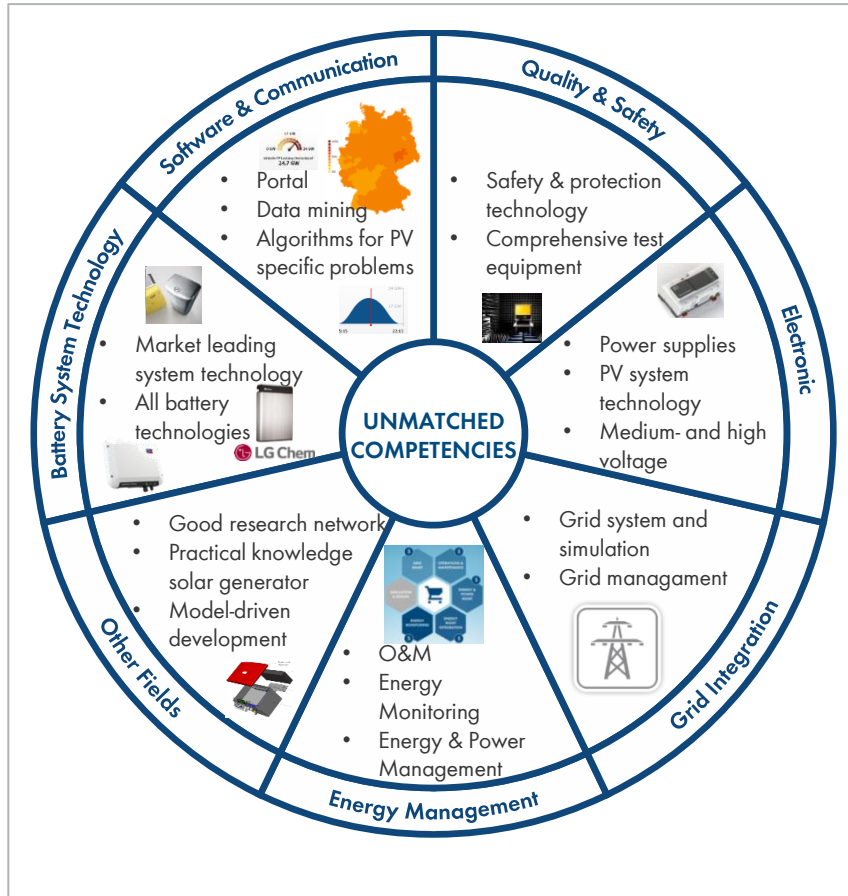 Software & Communication
Quality & Safety
24,7 GW
• Portal
• Data mining
• Algorithms for PV
specific problems
• Safety & protection
technology
• Comprehensive test
equipment
Battery System Technology
Electronic
• Market leading
system technology
• All battery
technologies
LG Chem
UNMATCHED
COMPETENCIES
• Power supplies
• PV system
technology
• Medium- and high
voltage
• Good research network
• Practical knowledge
solar generator
• Model-driven
development
• Grid system and
simulation
• Grid managament
• O&M
• Energy
Monitoring
• Energy & Power
Management
Other Fields
Energy Management
Grid Integration